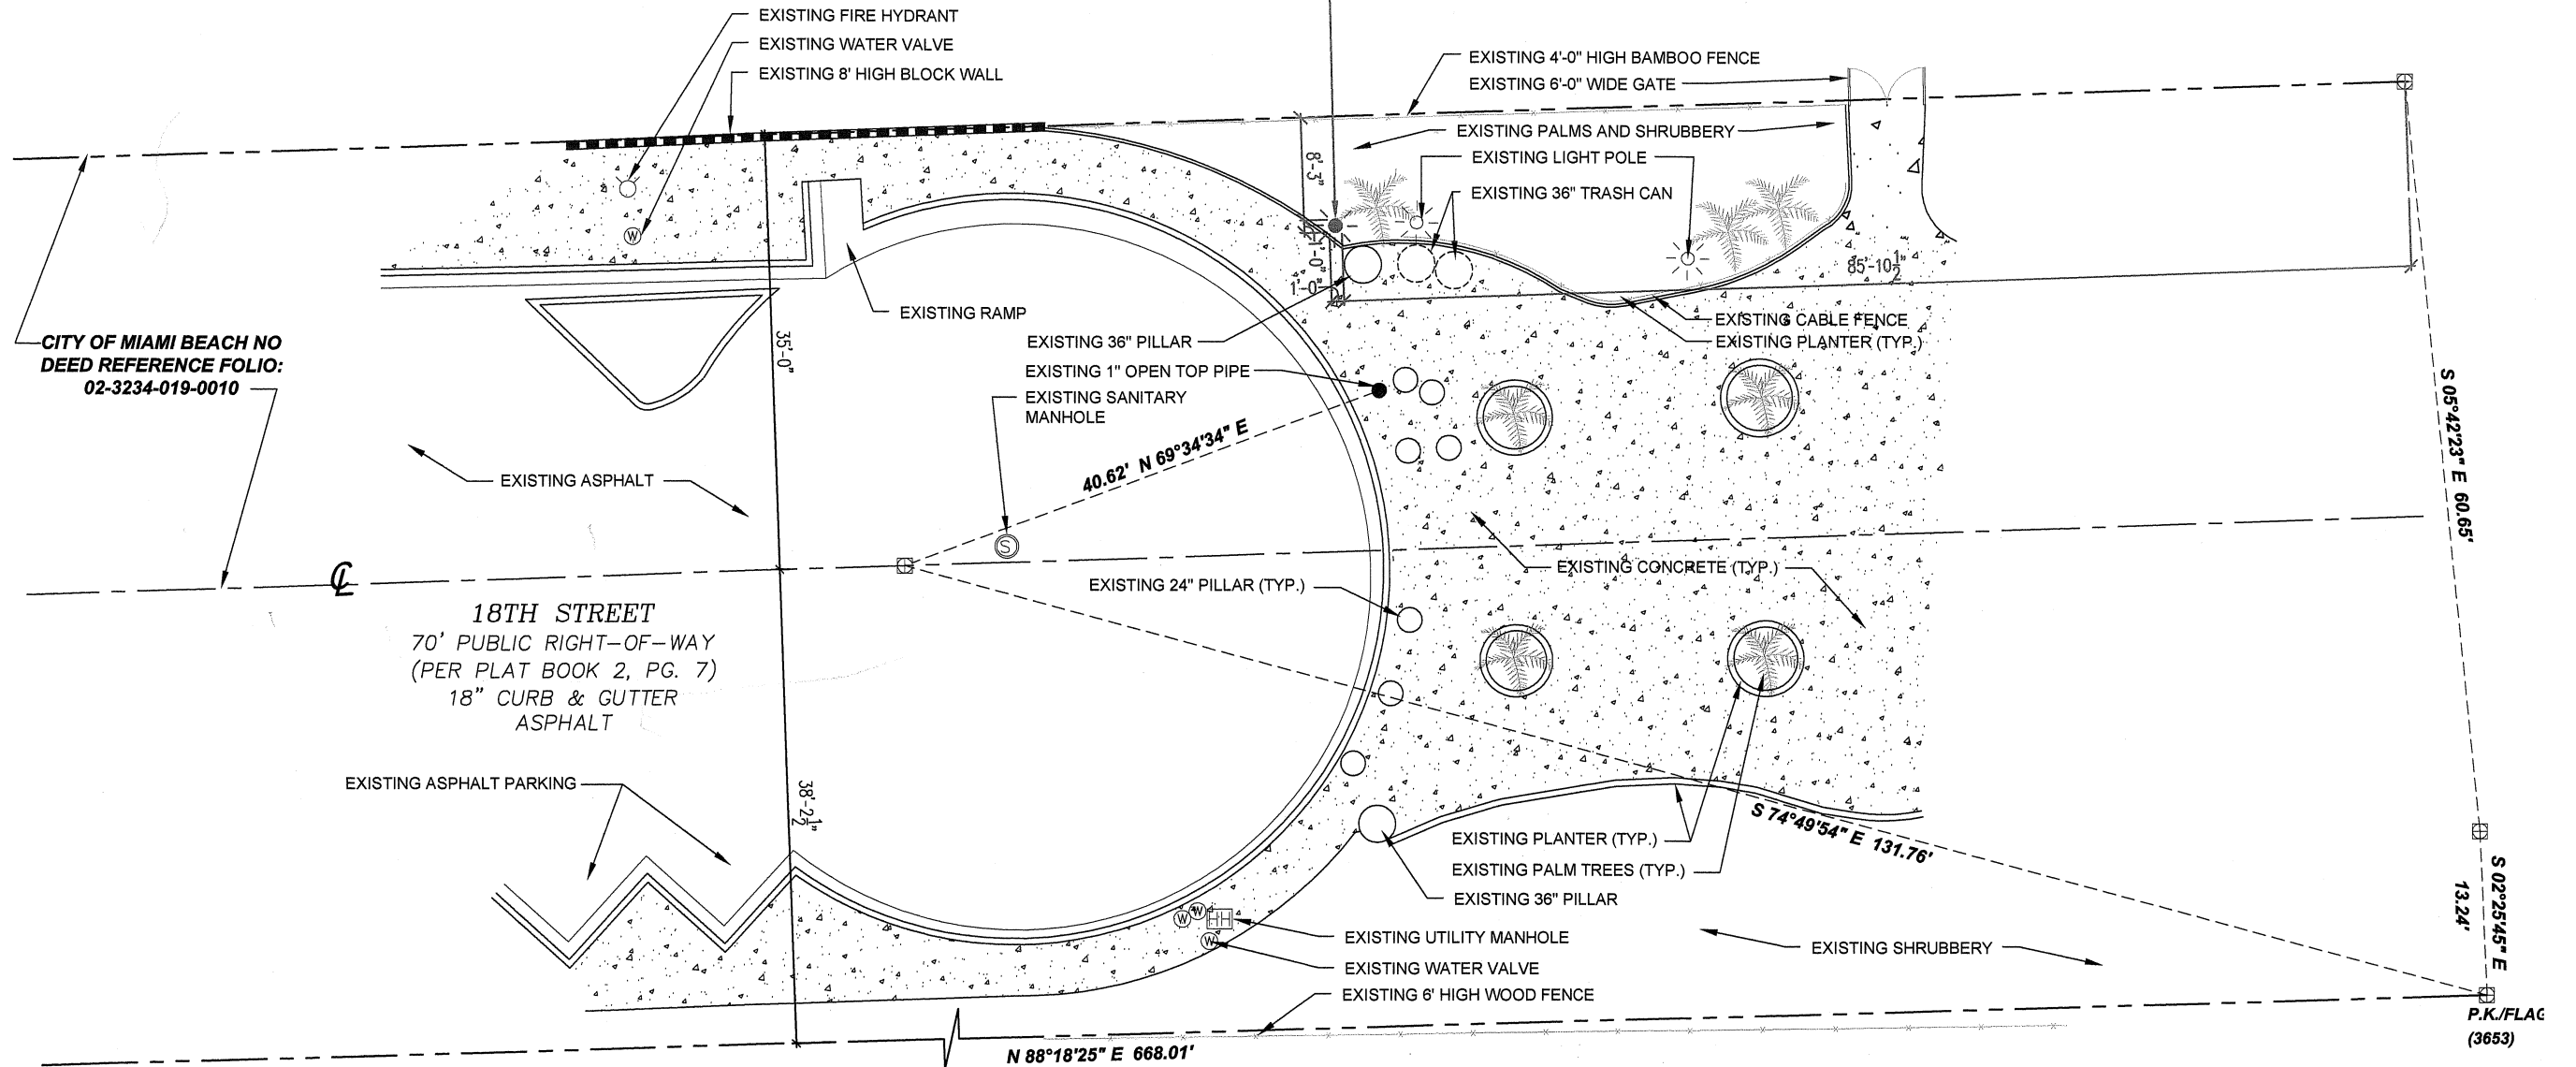 EXISTING FIRE HYDRANT
EXISTING WATER VALVE
EXISTING 8' HIGH BLOCK WALL
EXISTING 4'-0" HIGH BAMBOO FENCE
EXISTING 6'-0" WIDE GATE
EXISTING PALMS AND SHRUBBERY
EXISTING LIGHT POLE
EXISTING 36" TRASH CAN
8'-3"
1'-0"
1'-0"
85'-10½"
W
EXISTING RAMP
EXISTING CABLE FENCE
EXISTING PLANTER (TYP.)
CITY OF MIAMI BEACH NO
DEED REFERENCE FOLIO:
02-3234-019-0010
35'-0"
EXISTING 36" PILLAR
EXISTING 1" OPEN TOP PIPE
EXISTING SANITARY
MANHOLE
40.62' N 69°34'34" E
S 05°42'23" E 60.65'
EXISTING ASPHALT
S
CL
EXISTING CONCRETE (TYP.)
EXISTING 24" PILLAR (TYP.)
18TH STREET
70' PUBLIC RIGHT-OF-WAY
(PER PLAT BOOK 2, PG. 7)
18" CURB & GUTTER
ASPHALT
EXISTING ASPHALT PARKING
38'-2½"
S 74°49'54" E 131.76'
EXISTING PLANTER (TYP.)
EXISTING PALM TREES (TYP.)
EXISTING 36" PILLAR
S 02°25'45" E
13.24'
W
W
HH
W
EXISTING UTILITY MANHOLE
EXISTING WATER VALVE
EXISTING 6' HIGH WOOD FENCE
EXISTING SHRUBBERY
N 88°18'25" E 668.01'
P.K./FLAG
(3653)